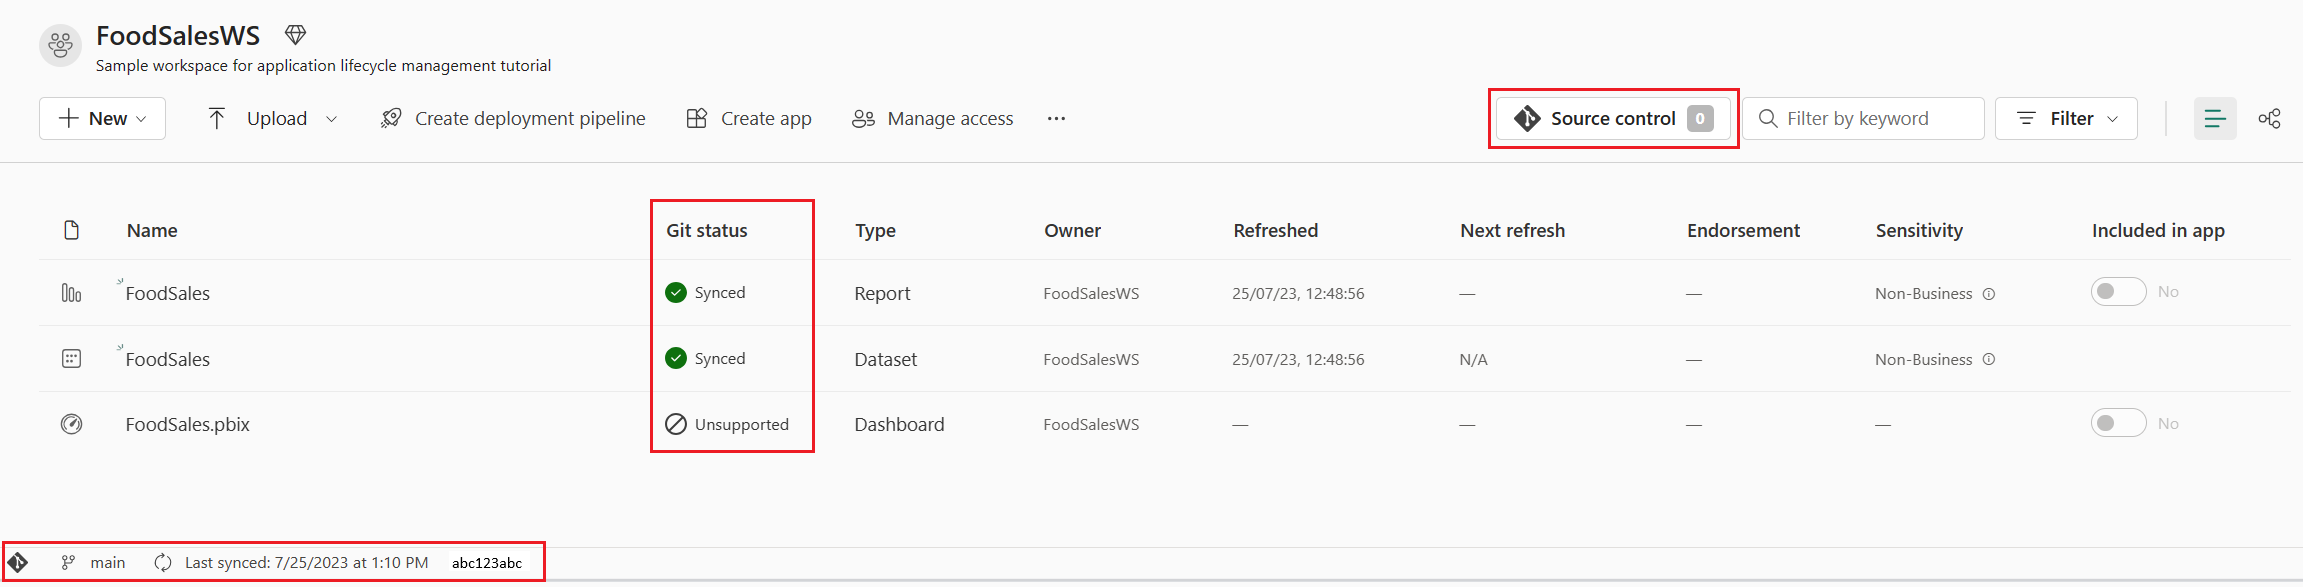 FoodSalesWS
Sample workspace for application lifecycle management tutorial
New Upload Create deployment pipeline Create app Manage access ... Source control 0 Filter by keyword Filter
Name Git status Type Owner Refreshed Next refresh Endorsement Sensitivity Included in app
FoodSales Synced Report FoodSalesWS 25/07/23, 12:48:56 — — Non-Business No
FoodSales Synced Dataset FoodSalesWS 25/07/23, 12:48:56 N/A — Non-Business
FoodSales.pbix Unsupported Dashboard FoodSalesWS — — — — No
main Last synced: 7/25/2023 at 1:10 PM abc123abc